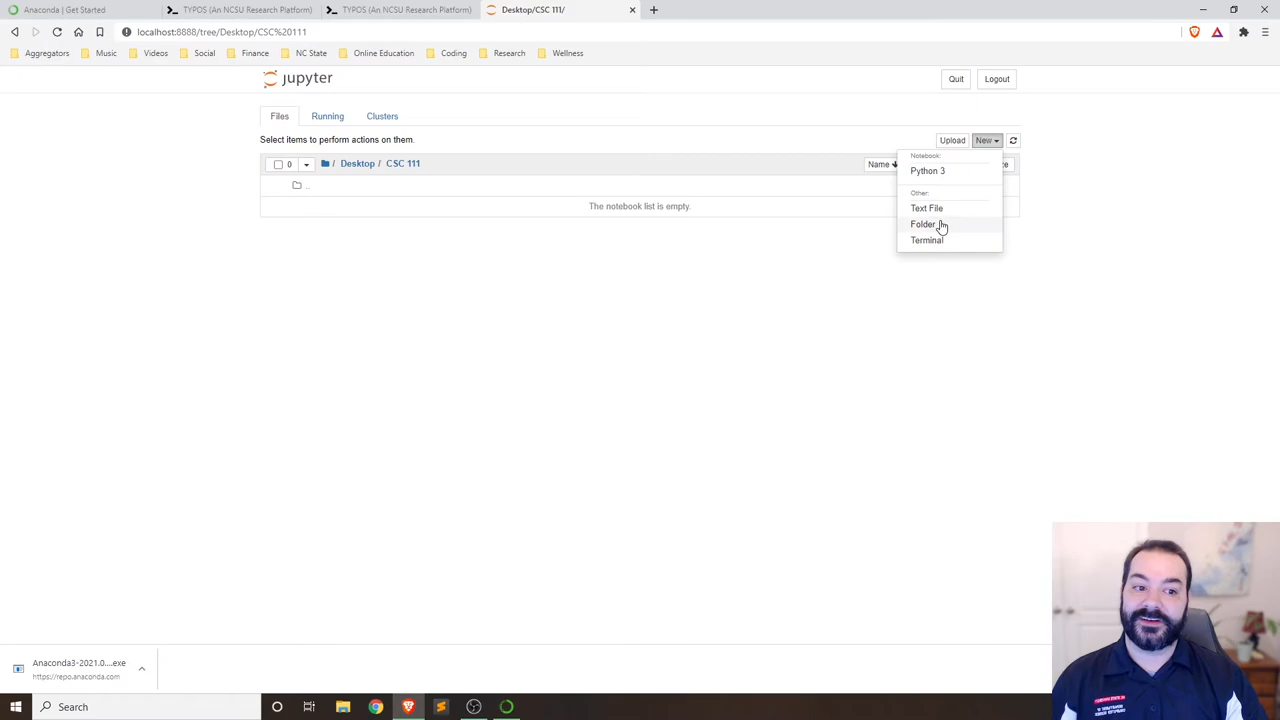 Anaconda | Get Started
TYPOS (An NCSU Research Platform)
TYPOS (An NCSU Research Platform)
Desktop/CSC 111/
localhost:8888/tree/Desktop/CSC%20111
Aggregators
Music
Videos
Social
Finance
NC State
Online Education
Coding
Research
Wellness
jupyter
Quit
Logout
Files
Running
Clusters
Select items to perform actions on them.
Upload
New
0
/ Desktop / CSC 111
Name
ze
Notebook:
Python 3
Other:
Text File
Folder
Terminal
..
The notebook list is empty.
Anaconda3-2021.0....exe
https://repo.anaconda.com
Search